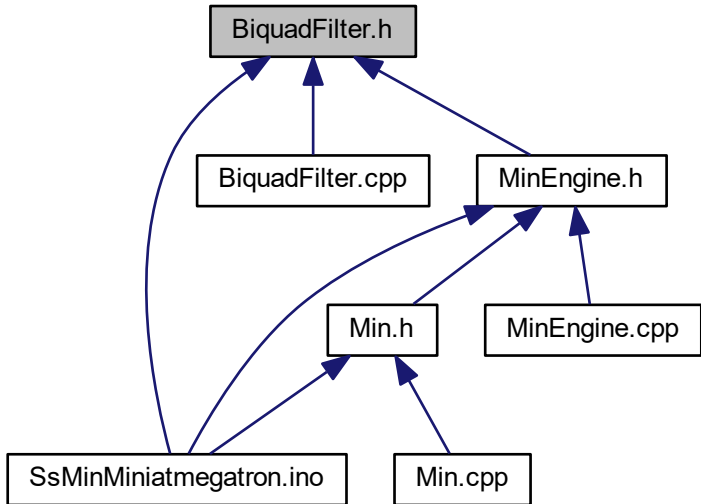 BiquadFilter.h
BiquadFilter.cpp
MinEngine.h
Min.h
MinEngine.cpp
SsMinMiniatmegatron.ino
Min.cpp